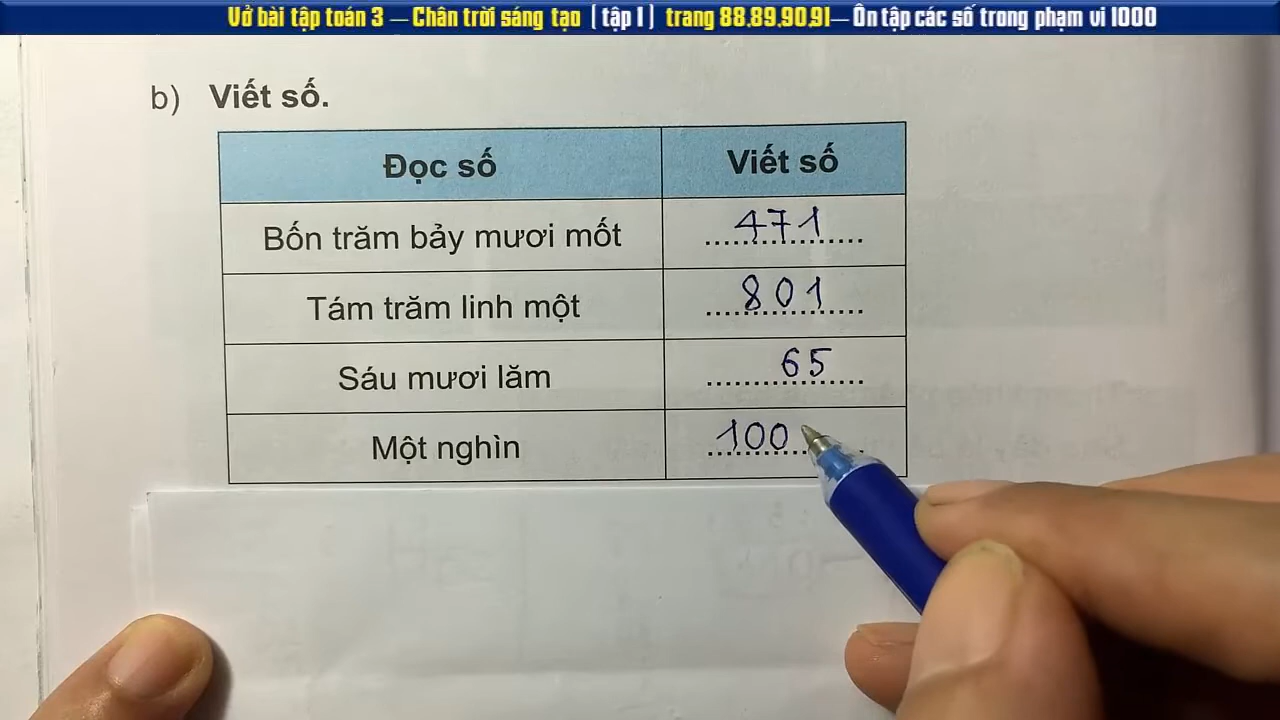 Vở bài tập toán 3 – Chân trời sáng tạo (tập 1) trang 88,89,90,91– Ôn tập các số trong phạm vi 1000
b) Viết số.
Đọc số Viết số
Bốn trăm bảy mươi mốt 471
Tám trăm linh một 801
Sáu mươi lăm 65
Một nghìn 100